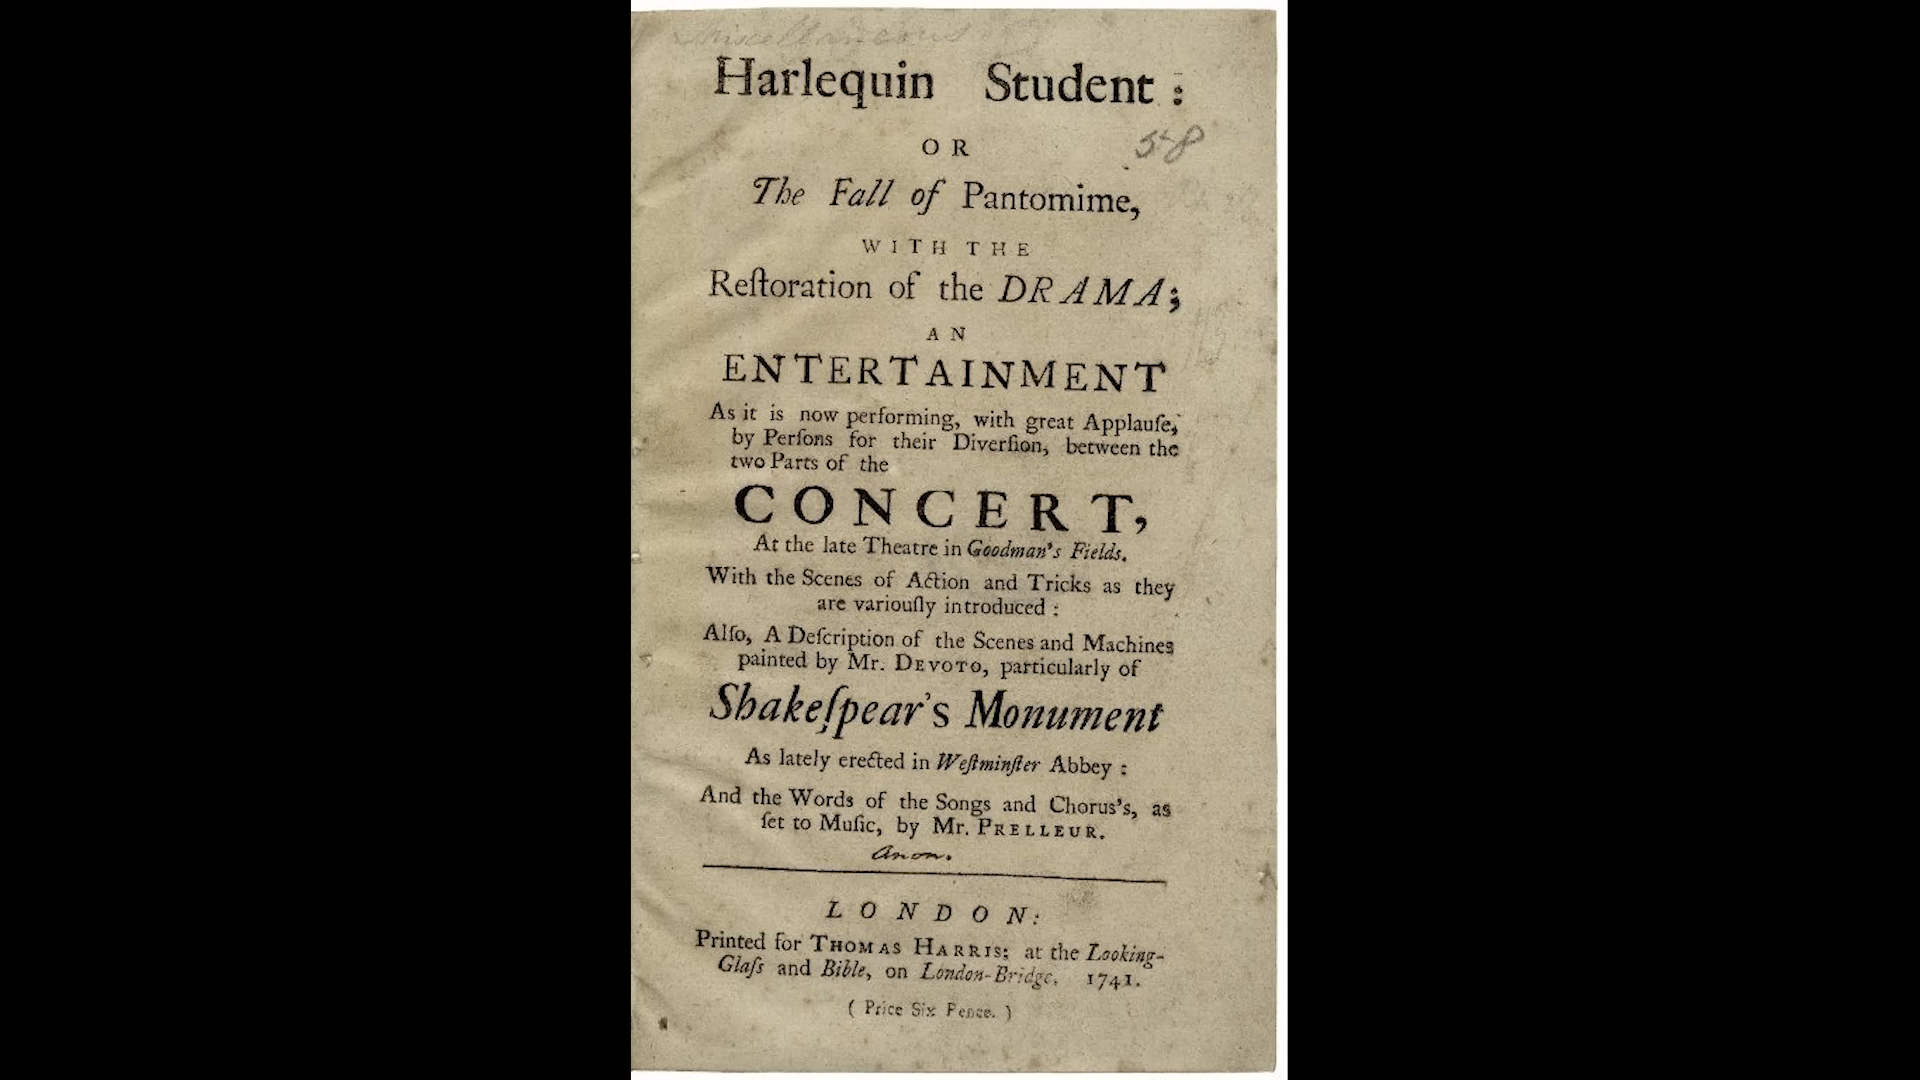 Miscellaneous
Harlequin Student:
58
OR
The Fall of Pantomime,
WITH THE
Reſtoration of the DRAMA;
AN
ENTERTAINMENT
As it is now performing, with great Applauſe,
by Perſons for their Diverſion, between the
two Parts of the
CONCERT,
At the late Theatre in Goodman's Fields.
With the Scenes of Action and Tricks as they
are variouſly introduced:
Alſo, A Deſcription of the Scenes and Machines
painted by Mr. DEVOTO, particularly of
Shakeſpear's Monument
As lately erected in Weſtminſter Abbey:
And the Words of the Songs and Chorus's, as
ſet to Muſic, by Mr. PRELLEUR.
Anon.
LONDON:
Printed for THOMAS HARRIS; at the Looking-
Glaſs and Bible, on London-Bridge. 1741.
(Price Six Pence.)